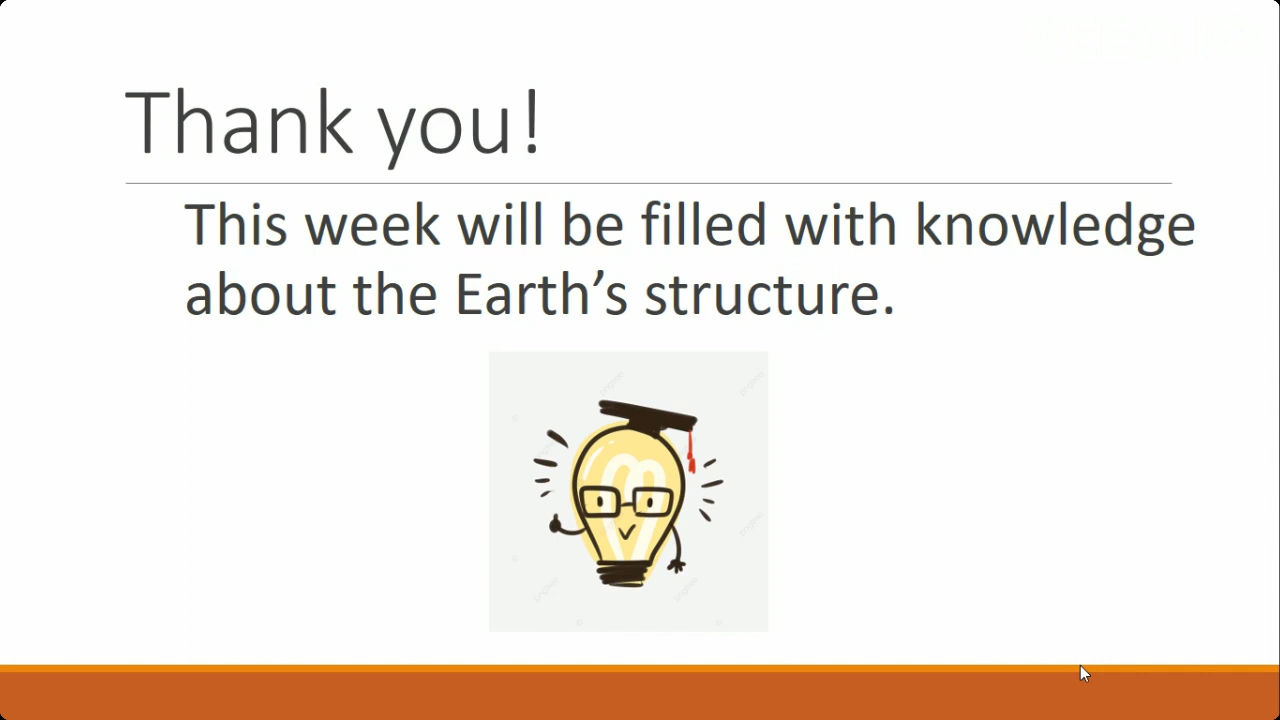 Thank you!
This week will be filled with knowledge
about the Earth’s structure.